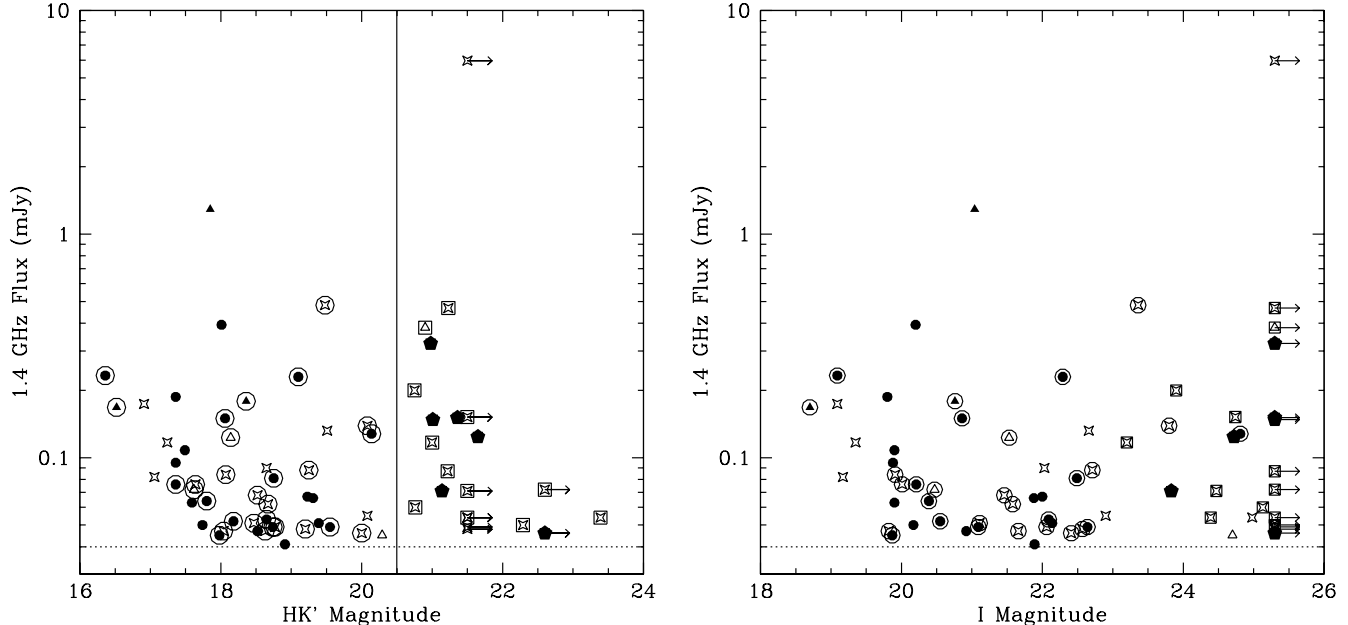 10
1
0.1
1.4 GHz Flux (mJy)
16 18 20 22 24
HK' Magnitude
10
1
0.1
1.4 GHz Flux (mJy)
18 20 22 24 26
I Magnitude